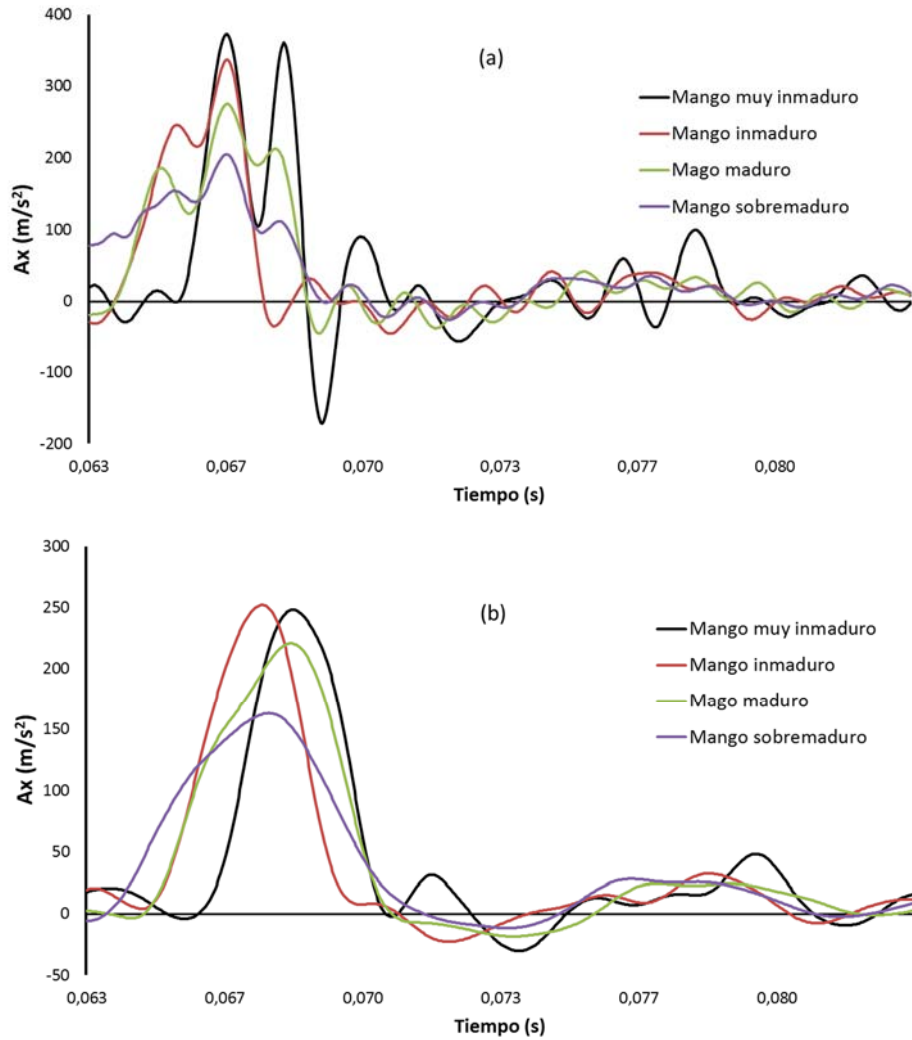 400
300
200
100
0
-100
-200
Ax (m/s²)
(a)
Mango muy inmaduro
Mango inmaduro
Mago maduro
Mango sobremaduro
0,063 0,067 0,070 0,073 0,077 0,080
Tiempo (s)
300
250
200
150
100
50
0
-50
Ax (m/s²)
(b)
Mango muy inmaduro
Mango inmaduro
Mago maduro
Mango sobremaduro
0,063 0,067 0,070 0,073 0,077 0,080
Tiempo (s)